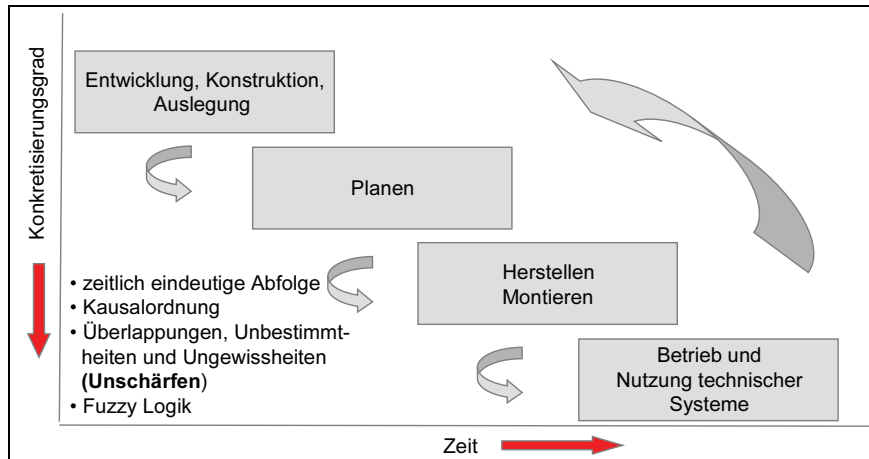 Konkretisierungsgrad
Entwicklung, Konstruktion,
Auslegung
Planen
Herstellen
Montieren
Betrieb und
Nutzung technischer
Systeme
• zeitlich eindeutige Abfolge
• Kausalordnung
• Überlappungen, Unbestimmt-
heiten und Ungewissheiten
(Unschärfen)
• Fuzzy Logik
Zeit